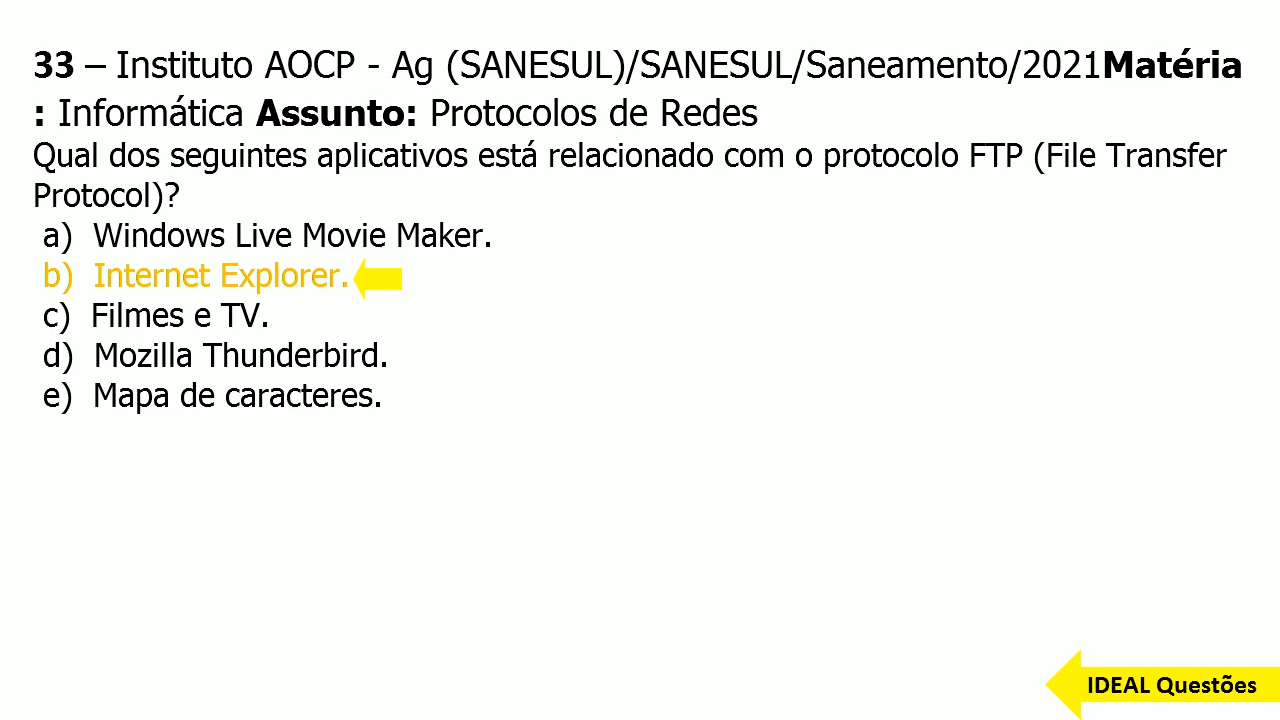 33 – Instituto AOCP - Ag (SANESUL)/SANESUL/Saneamento/2021Matéria
: Informática Assunto: Protocolos de Redes
Qual dos seguintes aplicativos está relacionado com o protocolo FTP (File Transfer
Protocol)?
a) Windows Live Movie Maker.
b) Internet Explorer.
c) Filmes e TV.
d) Mozilla Thunderbird.
e) Mapa de caracteres.
IDEAL Questões